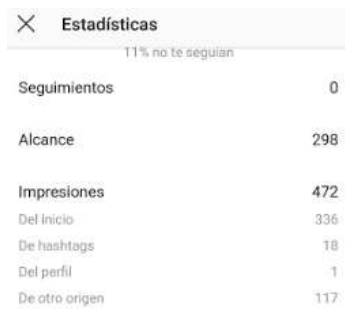 Estadísticas
11% no te seguían
Seguimientos 0
Alcance 298
Impresiones 472
Del Inicio 336
De hashtags 18
Del perfil 1
De otro origen 117